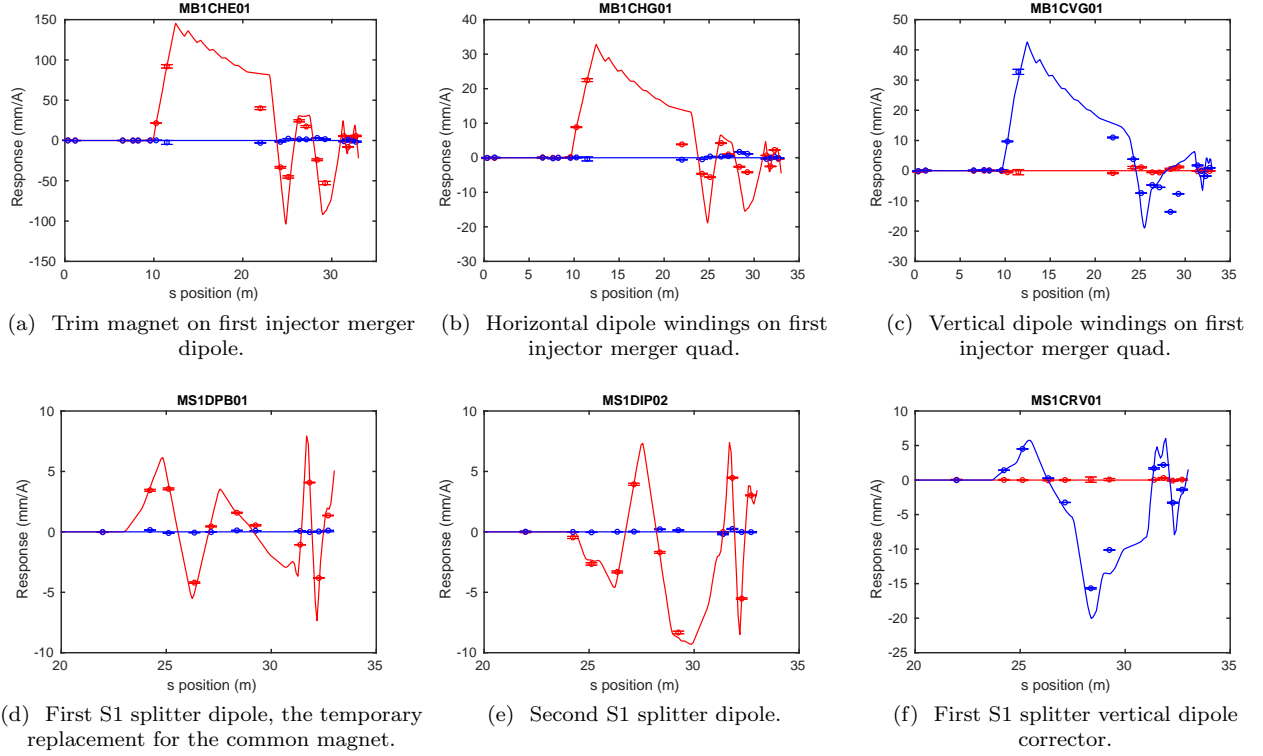 MB1CHE01
150
100
50
0
-50
-100
-150
Response (mm/A)
0 10 20 30
s position (m)
(a) Trim magnet on first injector merger
dipole.
MB1CHG01
40
30
20
10
0
-10
-20
-30
Response (mm/A)
0 5 10 15 20 25 30 35
s position (m)
(b) Horizontal dipole windings on first
injector merger quad.
MB1CVG01
50
40
30
20
10
0
-10
-20
-30
Response (mm/A)
0 5 10 15 20 25 30 35
s position (m)
(c) Vertical dipole windings on first
injector merger quad.
MS1DPB01
10
5
0
-5
-10
Response (mm/A)
20 25 30 35
s position (m)
(d) First S1 splitter dipole, the temporary
replacement for the common magnet.
MS1DIP02
10
5
0
-5
-10
Response (mm/A)
20 25 30 35
s position (m)
(e) Second S1 splitter dipole.
MS1CRV01
10
5
0
-5
-10
-15
-20
-25
Response (mm/A)
20 25 30 35
s position (m)
(f) First S1 splitter vertical dipole
corrector.